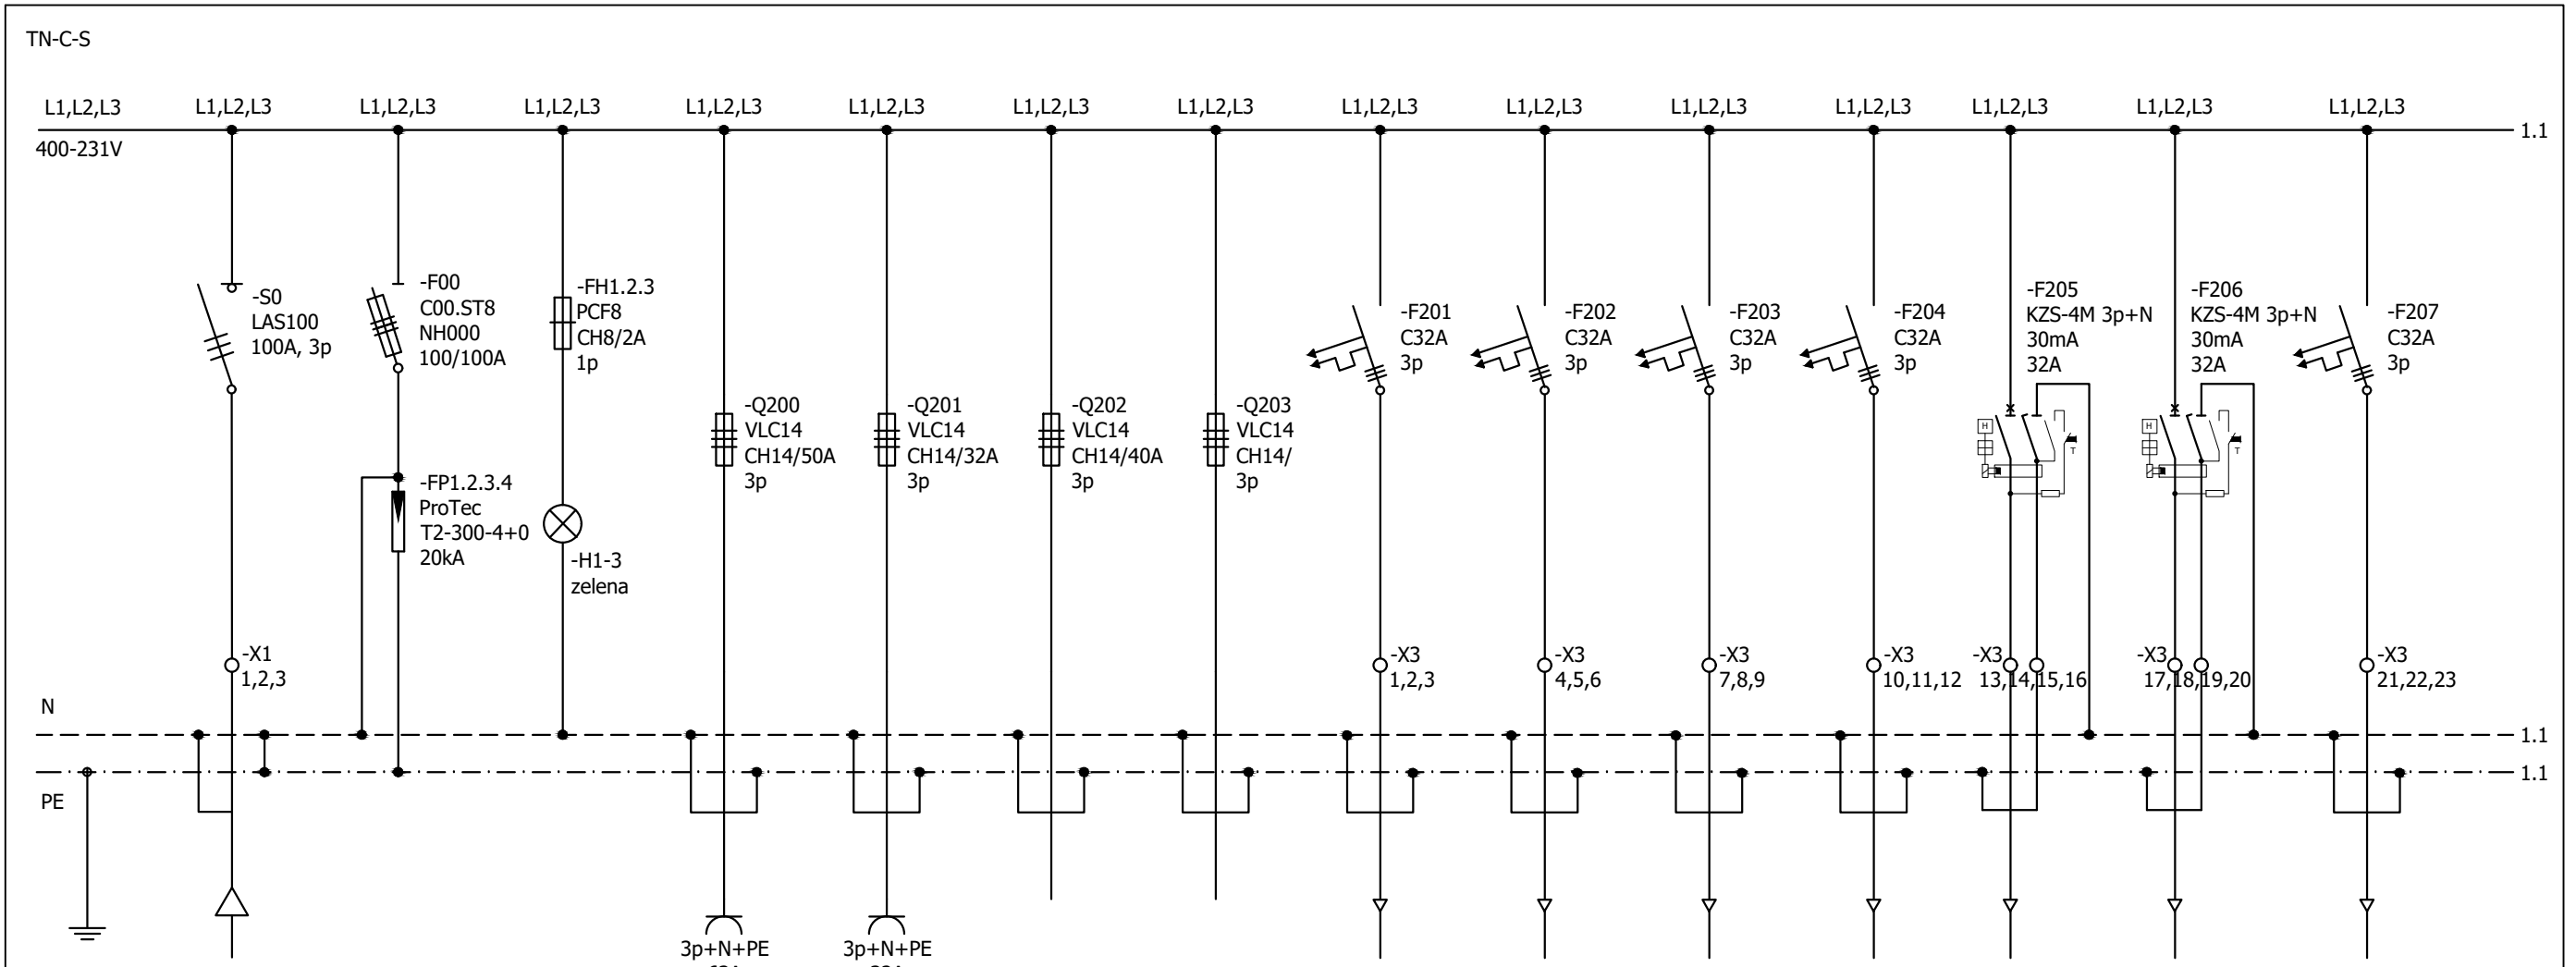 TN-C-S
L1,L2,L3 L1,L2,L3 L1,L2,L3 L1,L2,L3 L1,L2,L3 L1,L2,L3 L1,L2,L3 L1,L2,L3 L1,L2,L3 L1,L2,L3 L1,L2,L3 L1,L2,L3 L1,L2,L3 L1,L2,L3 L1,L2,L3
1.1
400-231V
-S0
LAS100
100A, 3p
-F00
C00.ST8
NH000
100/100A
-FH1.2.3
PCF8
CH8/2A
1p
-Q200
VLC14
CH14/50A
3p
-Q201
VLC14
CH14/32A
3p
-Q202
VLC14
CH14/40A
3p
-Q203
VLC14
CH14/
3p
-F201
C32A
3p
-F202
C32A
3p
-F203
C32A
3p
-F204
C32A
3p
-F205
KZS-4M 3p+N
30mA
32A
H
T
-F206
KZS-4M 3p+N
30mA
32A
H
T
-F207
C32A
3p
-FP1.2.3.4
ProTec
T2-300-4+0
20kA
-H1-3
zelena
-X1
1,2,3
-X3
1,2,3
-X3
4,5,6
-X3
7,8,9
-X3
10,11,12
-X3
13,14,15,16
-X3
17,18,19,20
-X3
21,22,23
N
1.1
1.1
PE
3p+N+PE
3p+N+PE